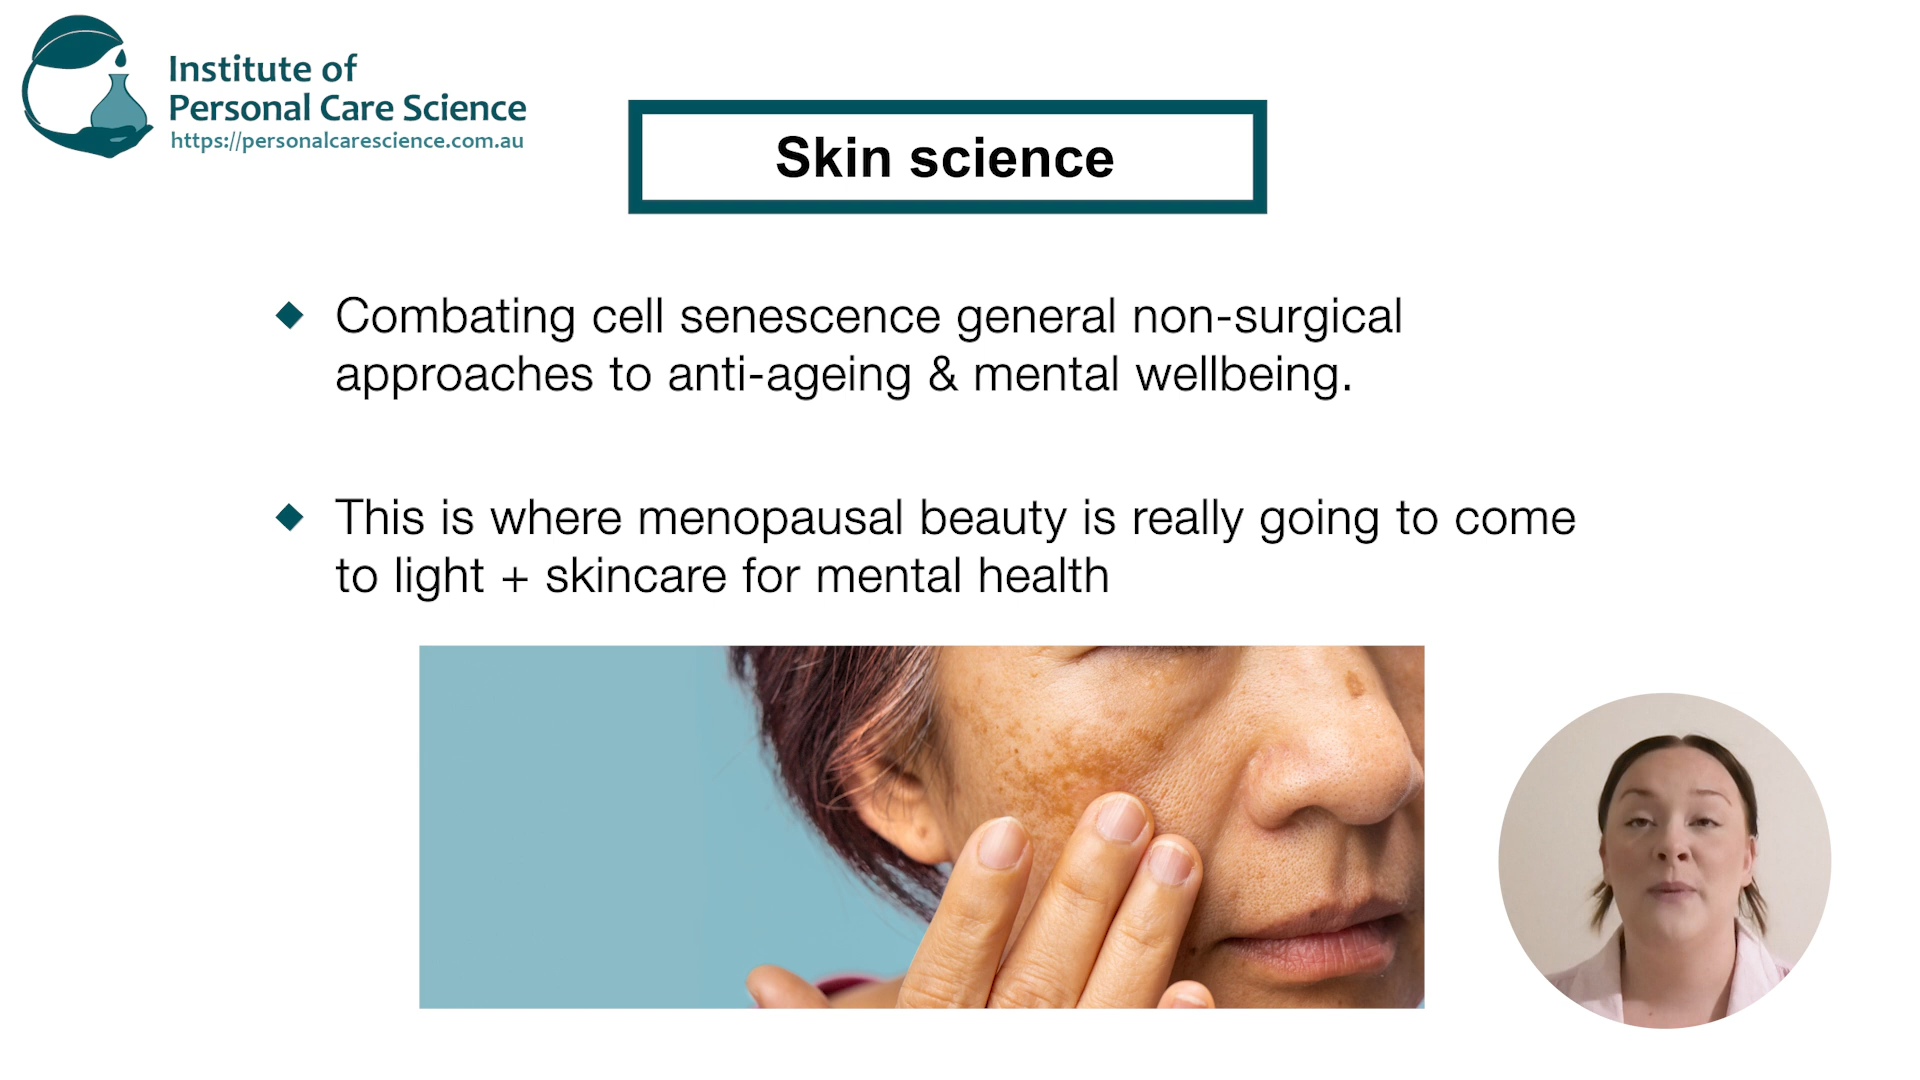 Institute of
Personal Care Science
https://personalcarescience.com.au
Skin science
Combating cell senescence general non-surgical
approaches to anti-ageing & mental wellbeing.
This is where menopausal beauty is really going to come
to light + skincare for mental health